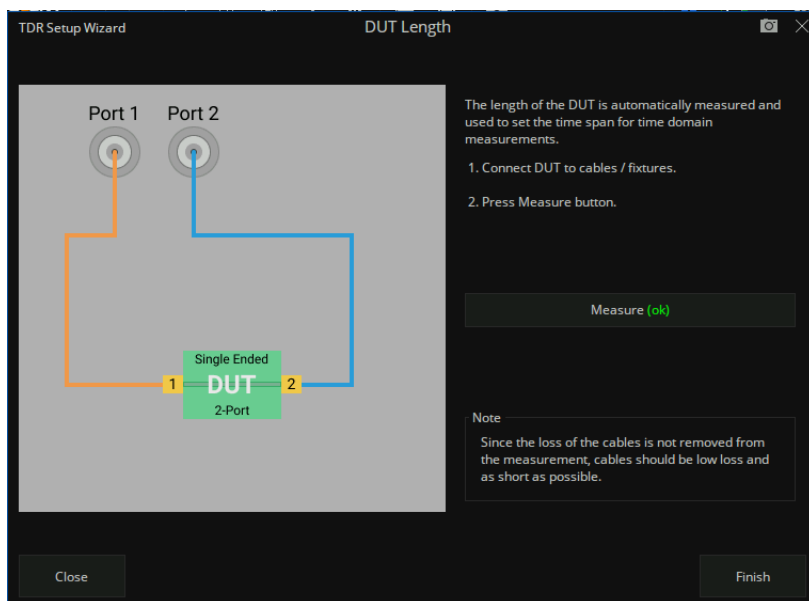 TDR Setup Wizard
DUT Length
Port 1
Port 2
Single Ended
1
DUT
2
2-Port
The length of the DUT is automatically measured and
used to set the time span for time domain
measurements.
1. Connect DUT to cables / fixtures.
2. Press Measure button.
Measure (ok)
Note
Since the loss of the cables is not removed from
the measurement, cables should be low loss and
as short as possible.
Close
Finish